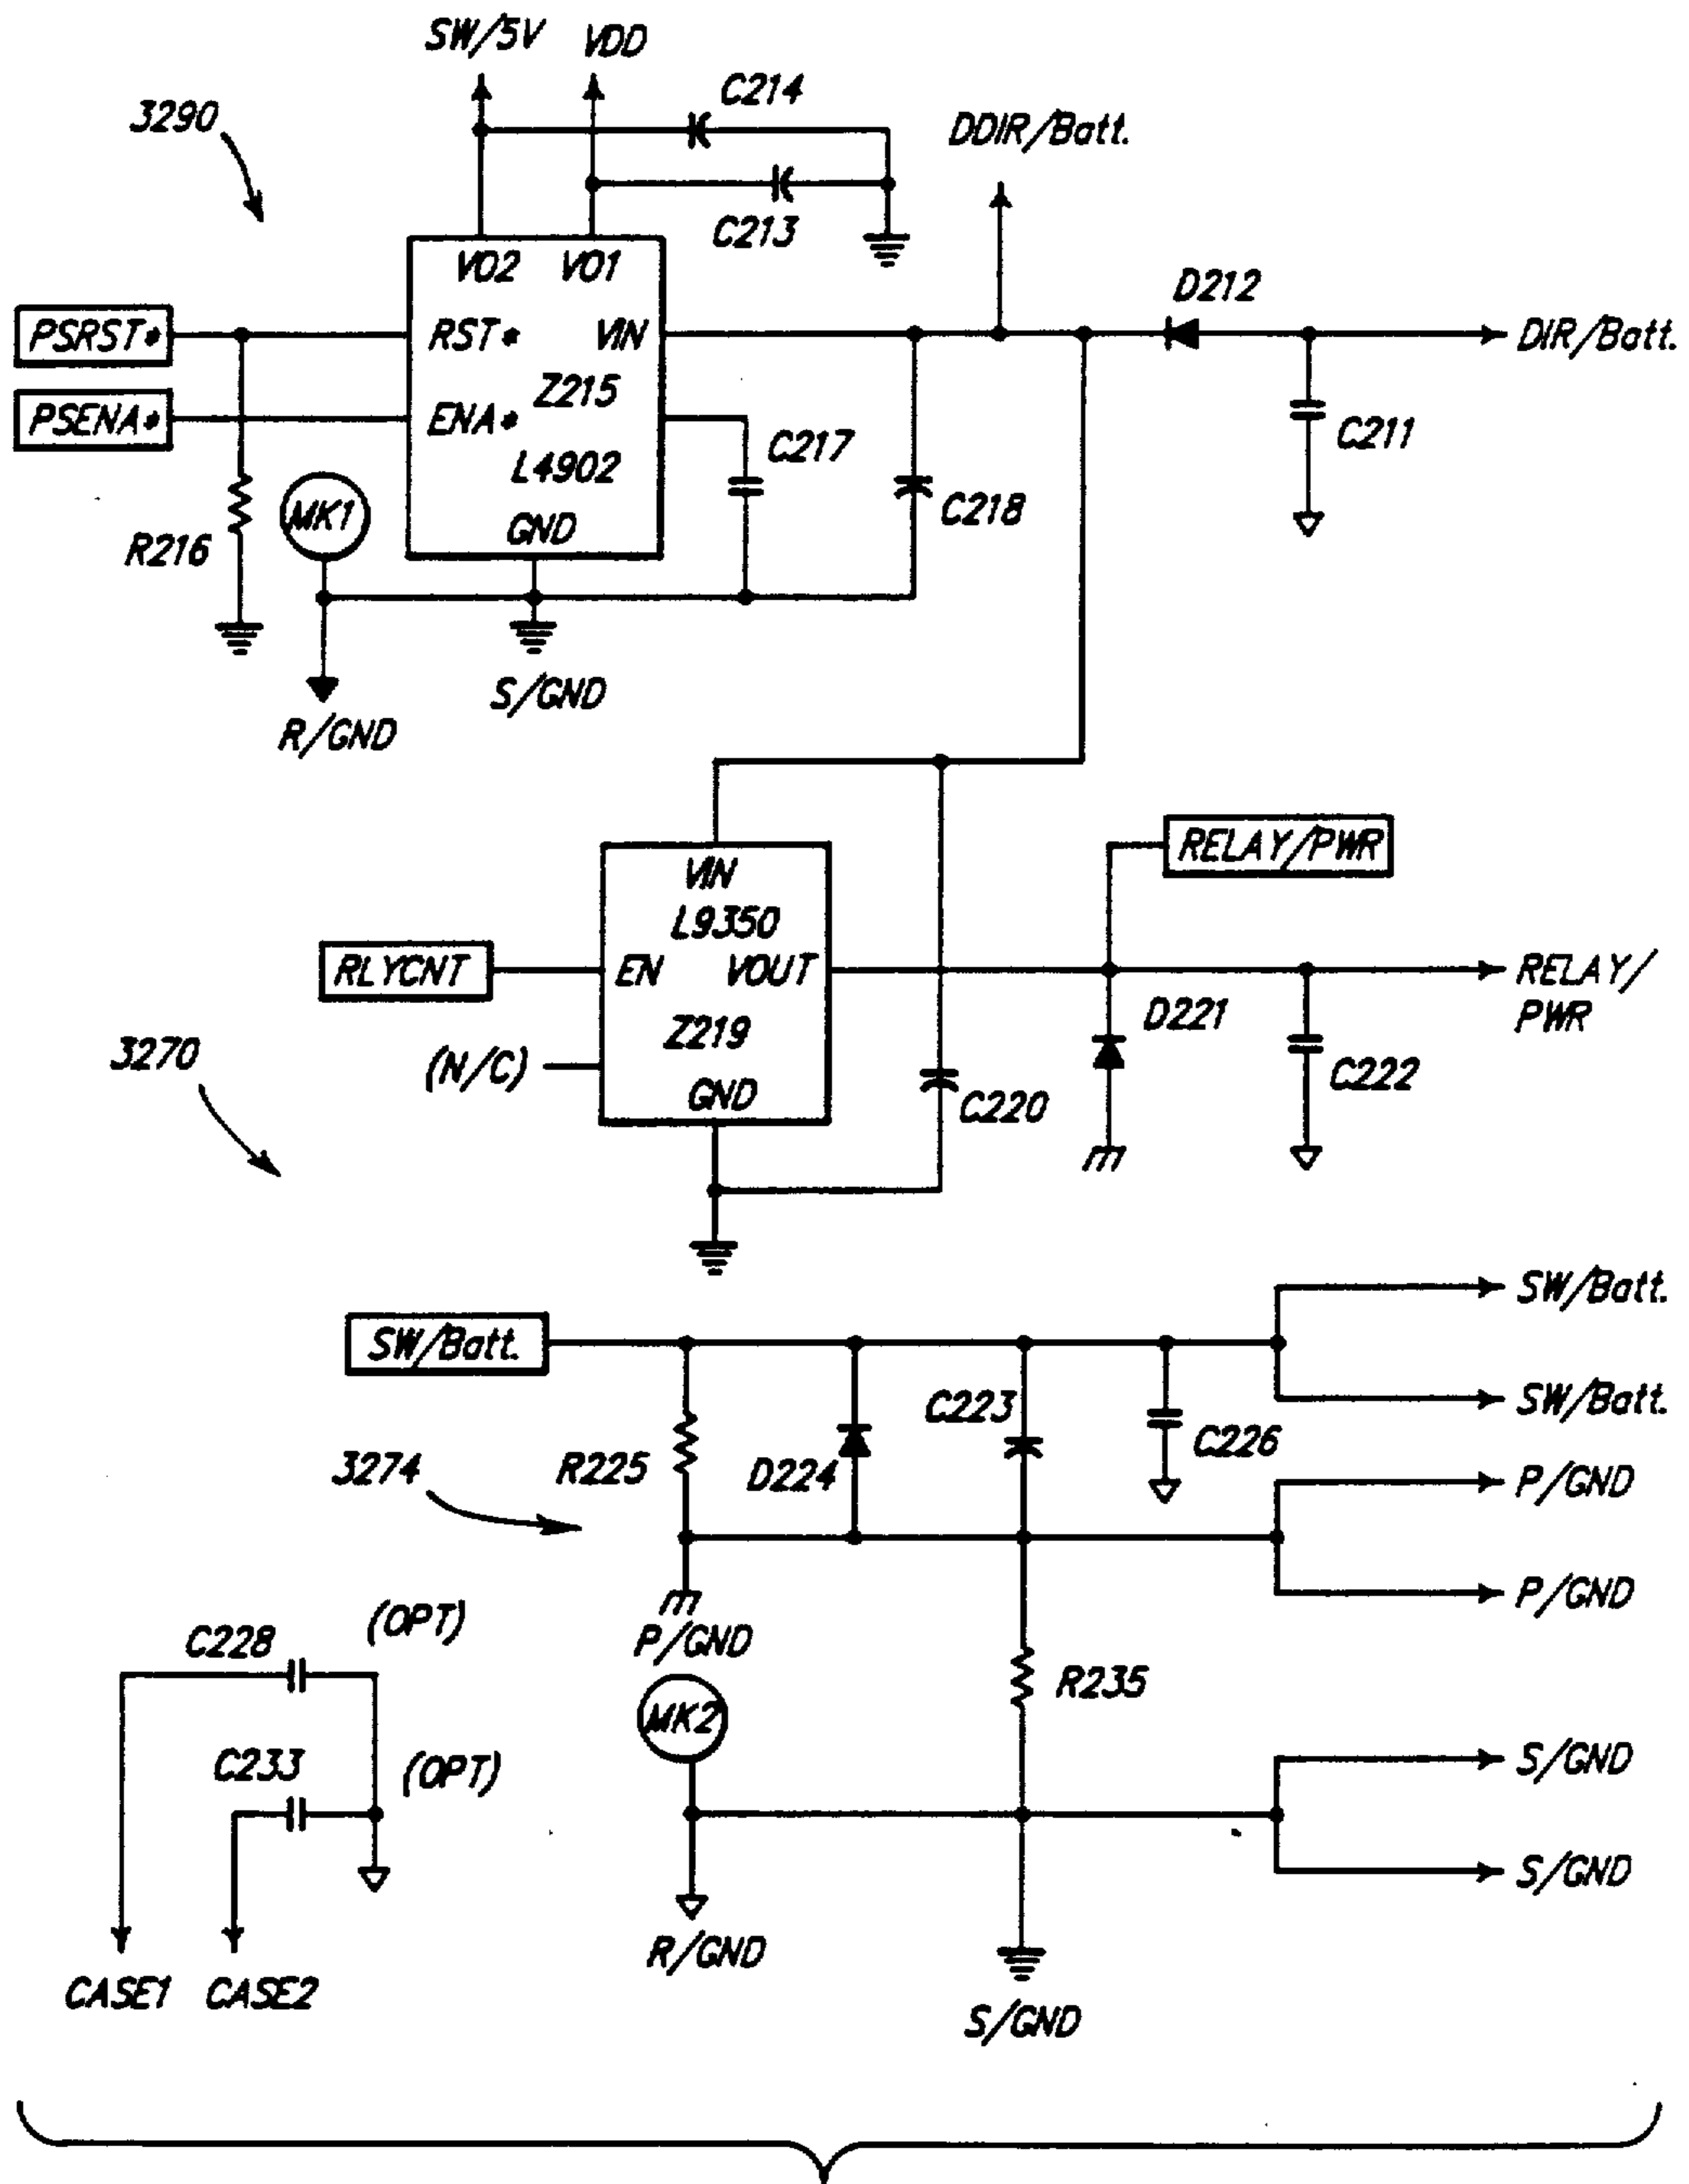 SW/5V VDD
C214
3290
DDIR/Batt.
C213
VO2 VO1
D212
PSRST*
RST* VIN
DIR/Batt.
Z215
PSENA*
ENA*
C217
C211
L4902
MK1
C218
GND
R216
S/GND
R/GND
RELAY/PWR
VIN
L9350
RLYCNT
EN VOUT
RELAY/
PWR
D221
Z219
3270
(N/C)
C222
GND
C220
SW/Batt.
SW/Batt.
SW/Batt.
C223
C226
R225
3274
D224
P/GND
P/GND
(OPT)
C228
P/GND
R235
MK2
C233
(OPT)
S/GND
S/GND
R/GND
CASE1 CASE2
S/GND